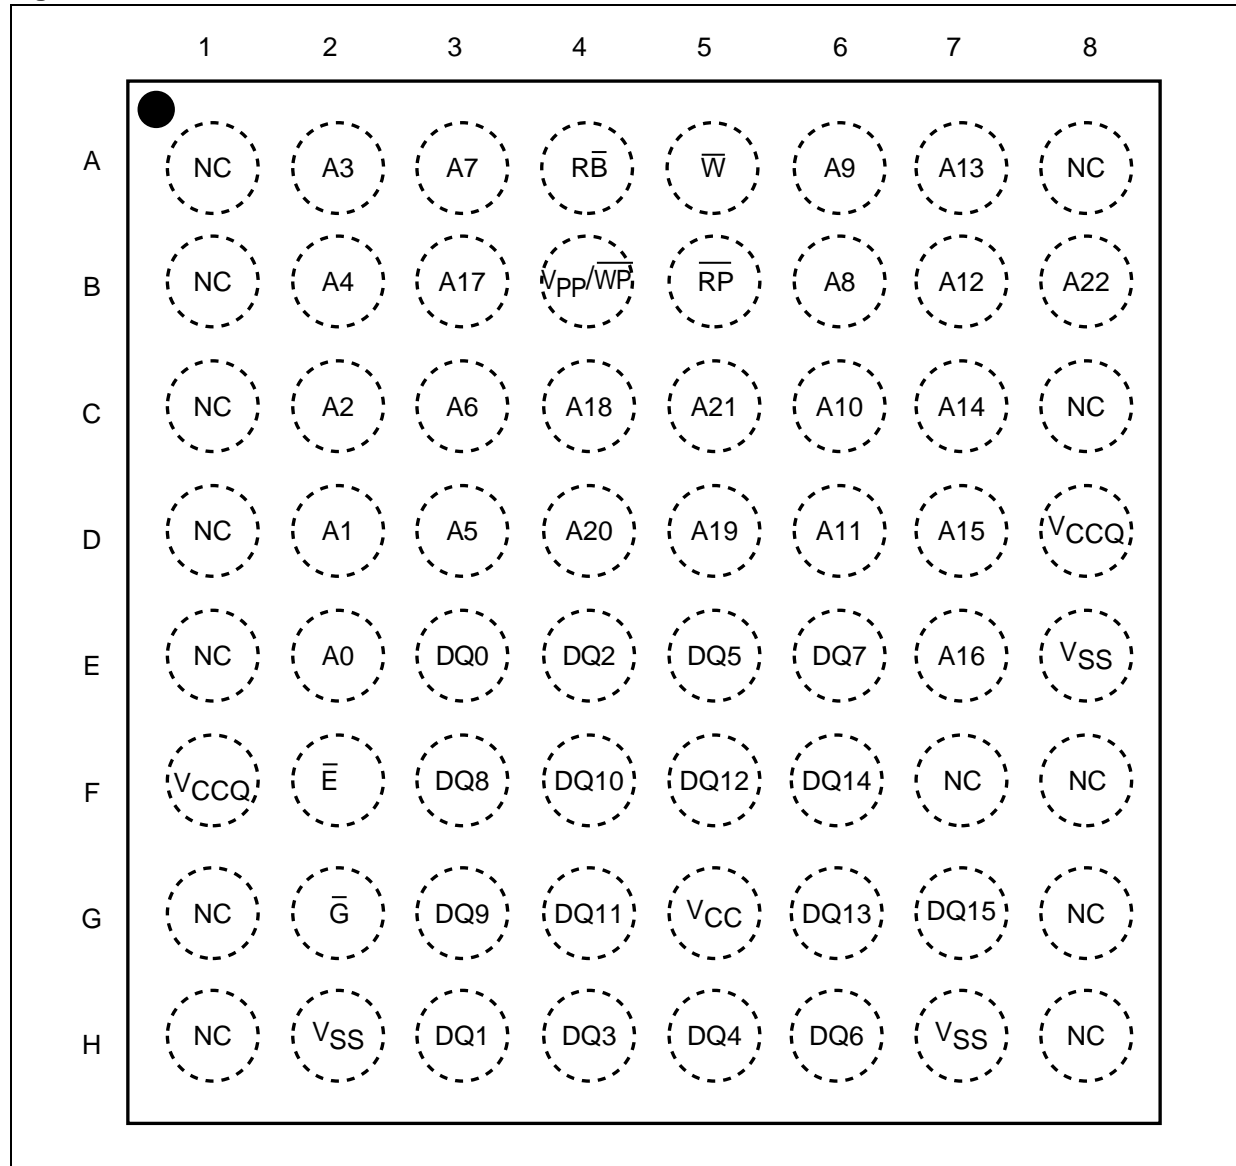 1 2 3 4 5 6 7 8
A NC A3 A7 RB̅ W̅ A9 A13 NC
B NC A4 A17 VPP/W̅P̅ R̅P̅ A8 A12 A22
C NC A2 A6 A18 A21 A10 A14 NC
D NC A1 A5 A20 A19 A11 A15 VCCQ
E NC A0 DQ0 DQ2 DQ5 DQ7 A16 VSS
F VCCQ E̅ DQ8 DQ10 DQ12 DQ14 NC NC
G NC G̅ DQ9 DQ11 VCC DQ13 DQ15 NC
H NC VSS DQ1 DQ3 DQ4 DQ6 VSS NC